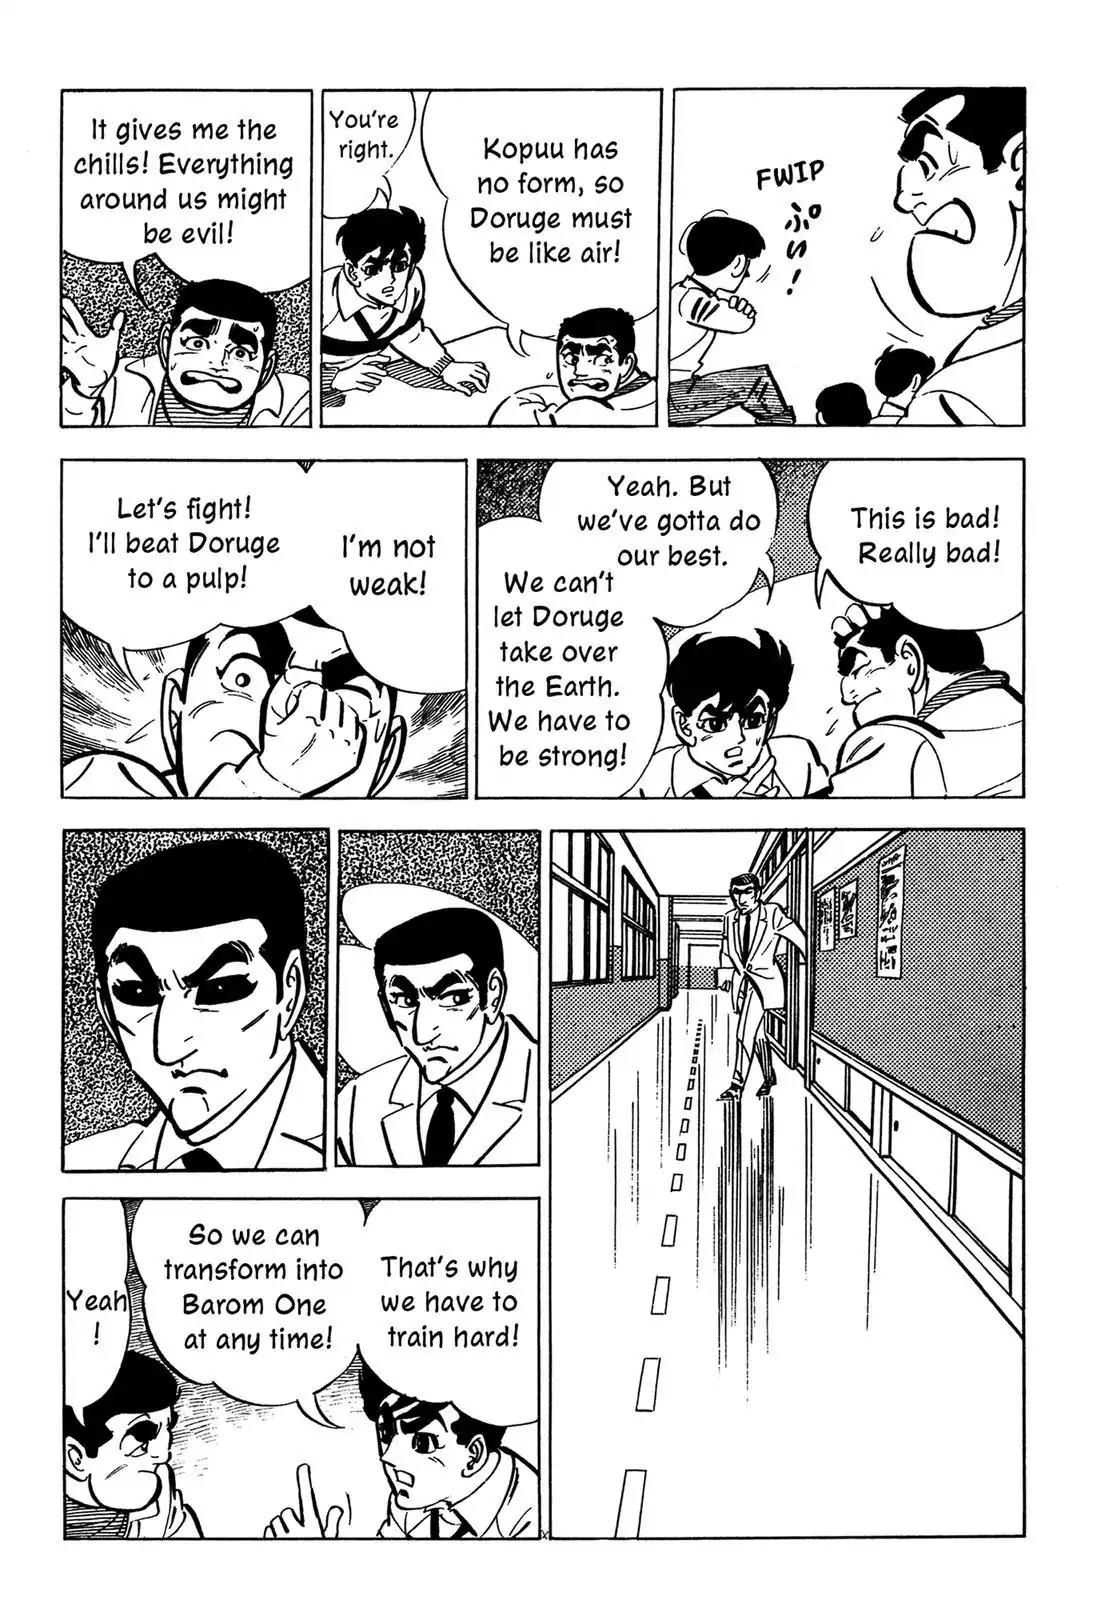 FWIP
ぷい!
Kopuu has
no form, so
Doruge must
be like air!
You're
right.
It gives me the
chills! Everything
around us might
be evil!
This is bad!
Really bad!
Yeah. But
we've gotta do
our best.
We can't
let Doruge
take over
the Earth.
We have to
be strong!
I'm not
weak!
Let's fight!
I'll beat Doruge
to a pulp!
That's why
we have to
train hard!
So we can
transform into
Barom One
at any time!
Yeah
!